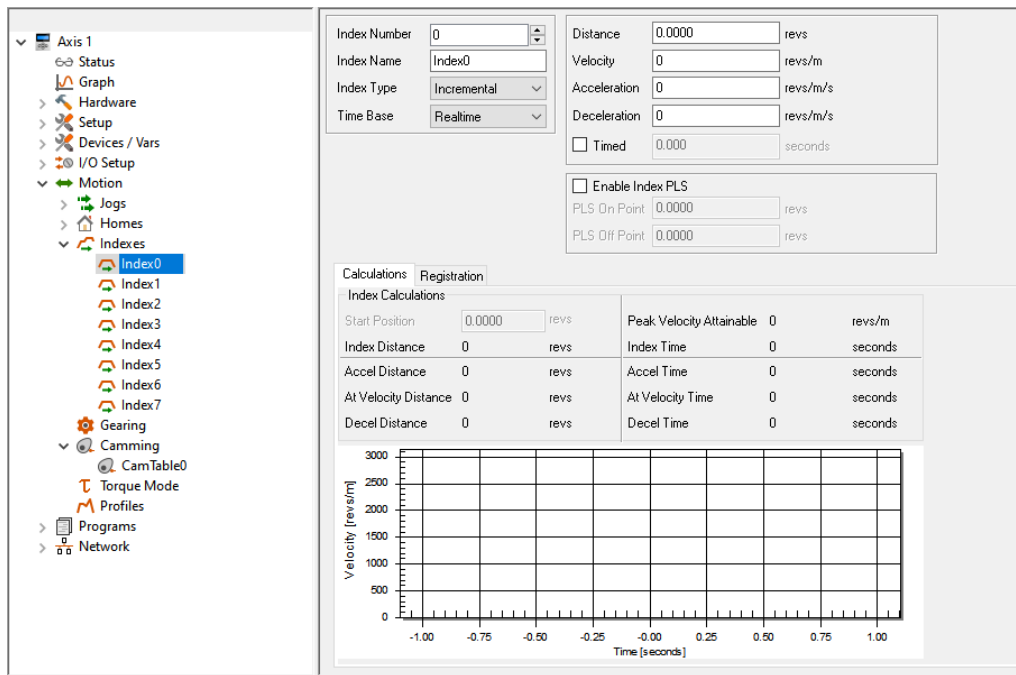 Axis 1
Status
Graph
Hardware
Setup
Devices / Vars
I/O Setup
Motion
Jogs
Homes
Indexes
Index0
Index1
Index2
Index3
Index4
Index5
Index6
Index7
Gearing
Camming
CamTable0
Torque Mode
Profiles
Programs
Network
Index Number 0
Index Name Index0
Index Type Incremental
Time Base Realtime
Distance 0.0000 revs
Velocity 0 revs/m
Acceleration 0 revs/m/s
Deceleration 0 revs/m/s
Timed 0.000 seconds
Enable Index PLS
PLS On Point 0.0000 revs
PLS Off Point 0.0000 revs
Calculations Registration
Index Calculations
Start Position 0.0000 revs Peak Velocity Attainable 0 revs/m
Index Distance 0 revs Index Time 0 seconds
Accel Distance 0 revs Accel Time 0 seconds
At Velocity Distance 0 revs At Velocity Time 0 seconds
Decel Distance 0 revs Decel Time 0 seconds
Velocity [revs/m]
3000
2500
2000
1500
1000
500
0
-1.00 -0.75 -0.50 -0.25 -0.00 0.25 0.50 0.75 1.00
Time [seconds]